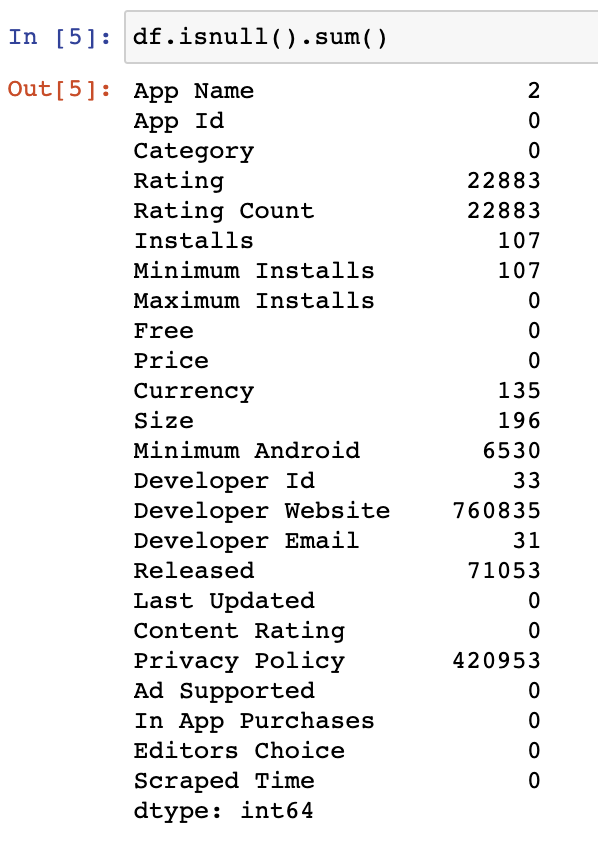 In [5]: df.isnull().sum()
Out[5]: App Name 2
App Id 0
Category 0
Rating 22883
Rating Count 22883
Installs 107
Minimum Installs 107
Maximum Installs 0
Free 0
Price 0
Currency 135
Size 196
Minimum Android 6530
Developer Id 33
Developer Website 760835
Developer Email 31
Released 71053
Last Updated 0
Content Rating 0
Privacy Policy 420953
Ad Supported 0
In App Purchases 0
Editors Choice 0
Scraped Time 0
dtype: int64